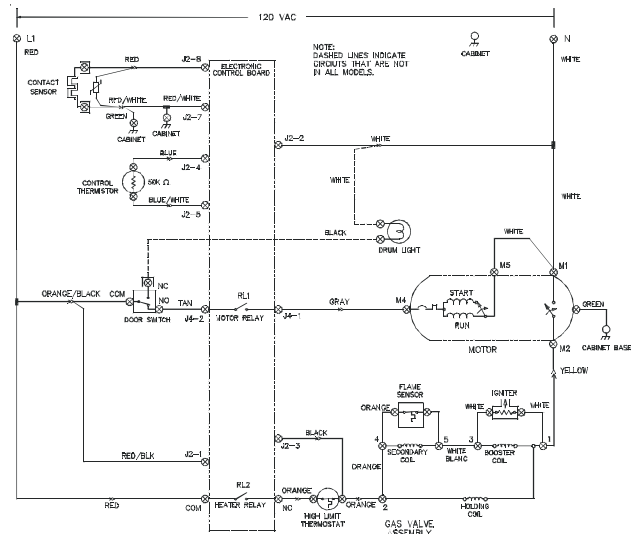 120 VAC
L1
N
RED
WHITE
CABINET
NOTE:
DASHED LINES INDICATE
CIRCUITS THAT ARE NOT
IN ALL MODELS.
RED
J2-8
ELECTRONIC
CONTROL BOARD
CONTACT
SENSOR
RED/WHITE
RED/WHITE
GREEN
J2-7
CABINET
CABINET
J2-2
WHITE
BLUE
J2-4
CONTROL
THERMISTOR
50K Ω
WHITE
BLUE/WHITE
J2-5
WHITE
BLACK
DRUM LIGHT
WHITE
NC
M5
M1
ORANGE/BLACK
COM
NO
TAN
RL1
GRAY
M4
START
RUN
GREEN
DOOR SWITCH
J4-2
MOTOR RELAY
J4-1
MOTOR
M2
CABINET BASE
YELLOW
FLAME
SENSOR
IGNITER
ORANGE
WHITE
WHITE
BLACK
J2-3
4
5
3
1
SECONDARY
COIL
WHITE
BLANC
BOOSTER
COIL
RED/BLK
J2-1
ORANGE
RL2
ORANGE
RED
COM
HEATER RELAY
NC
ORANGE
2
HOLDING
COIL
HIGH LIMIT
THERMOSTAT
GAS VALVE
ASSEMBLY